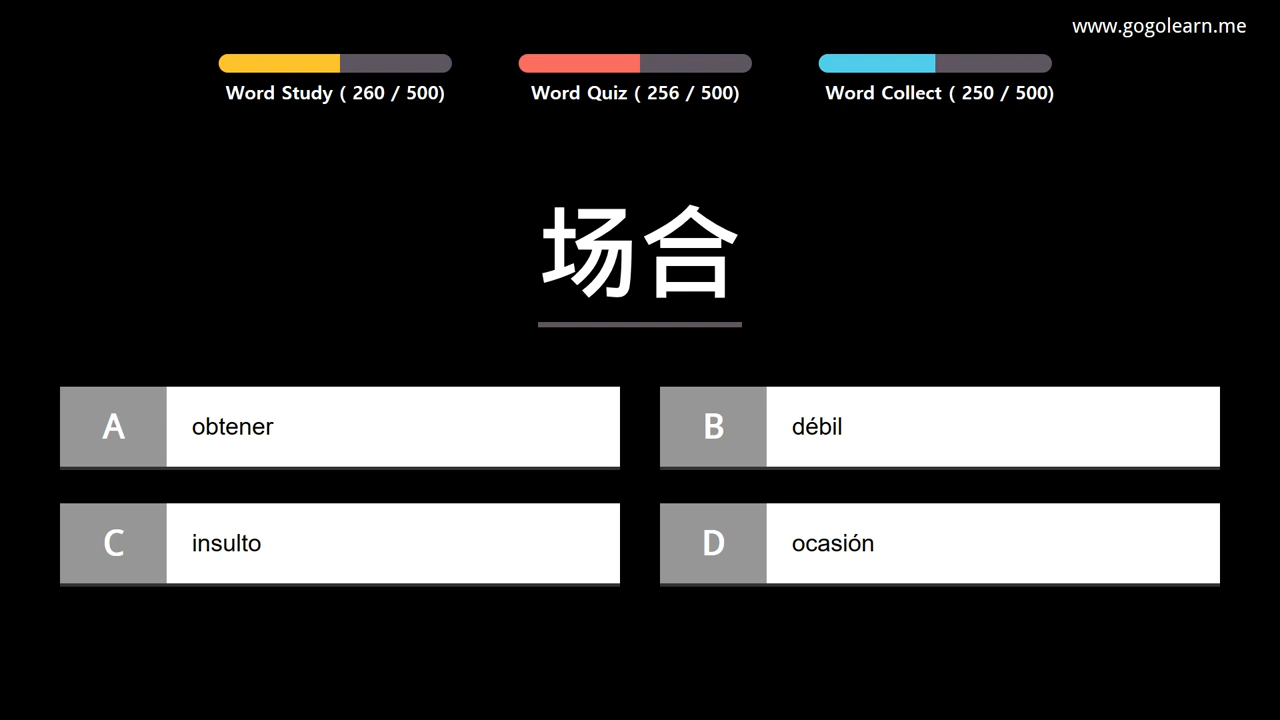 www.gogolearn.me
Word Study ( 260 / 500)
Word Quiz ( 256 / 500)
Word Collect ( 250 / 500)
场合
A obtener
B débil
C insulto
D ocasión